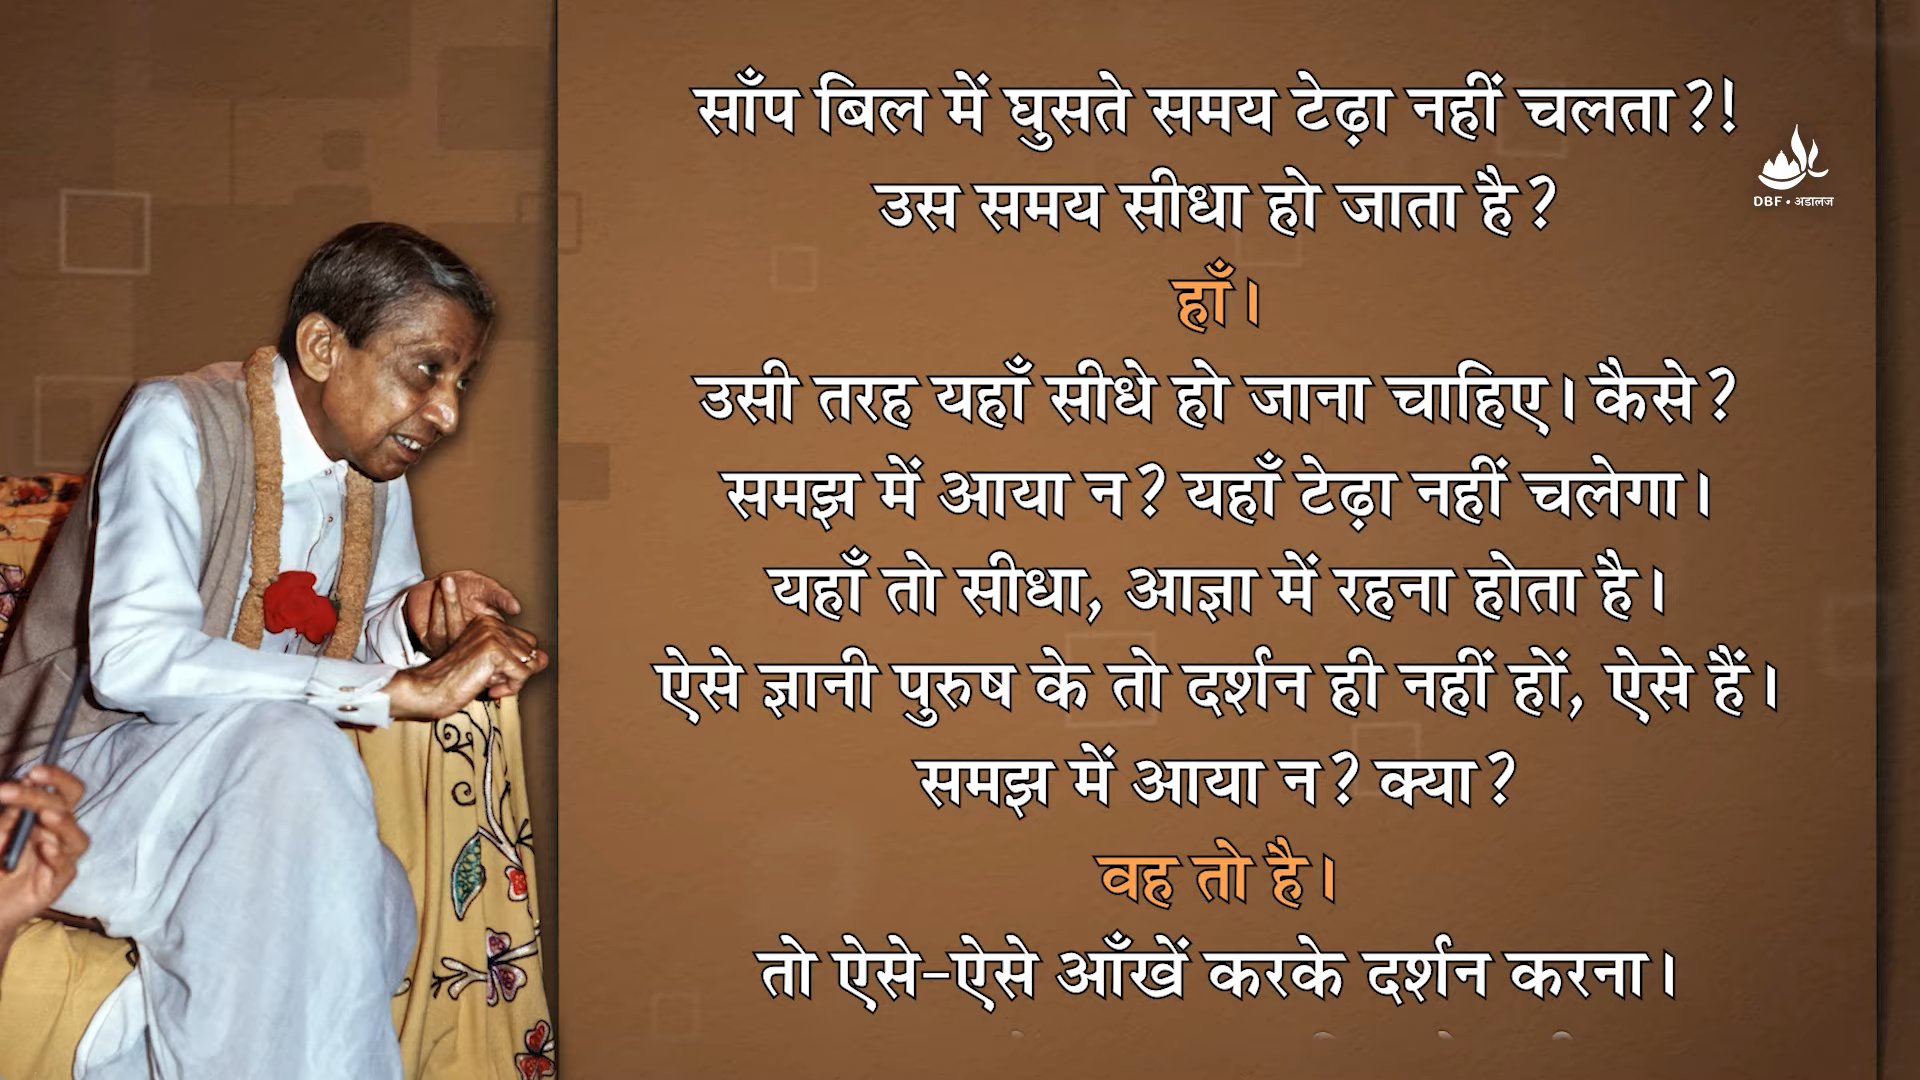 साँप बिल में घुसते समय टेढ़ा नहीं चलता?!
उस समय सीधा हो जाता है?
हाँ।
उसी तरह यहाँ सीधे हो जाना चाहिए। कैसे?
समझ में आया न? यहाँ टेढ़ा नहीं चलेगा।
यहाँ तो सीधा, आज्ञा में रहना होता है।
ऐसे ज्ञानी पुरुष के तो दर्शन ही नहीं हों, ऐसे हैं।
समझ में आया न? क्या?
वह तो है।
तो ऐसे-ऐसे आँखें करके दर्शन करना।
DBF • अडालज